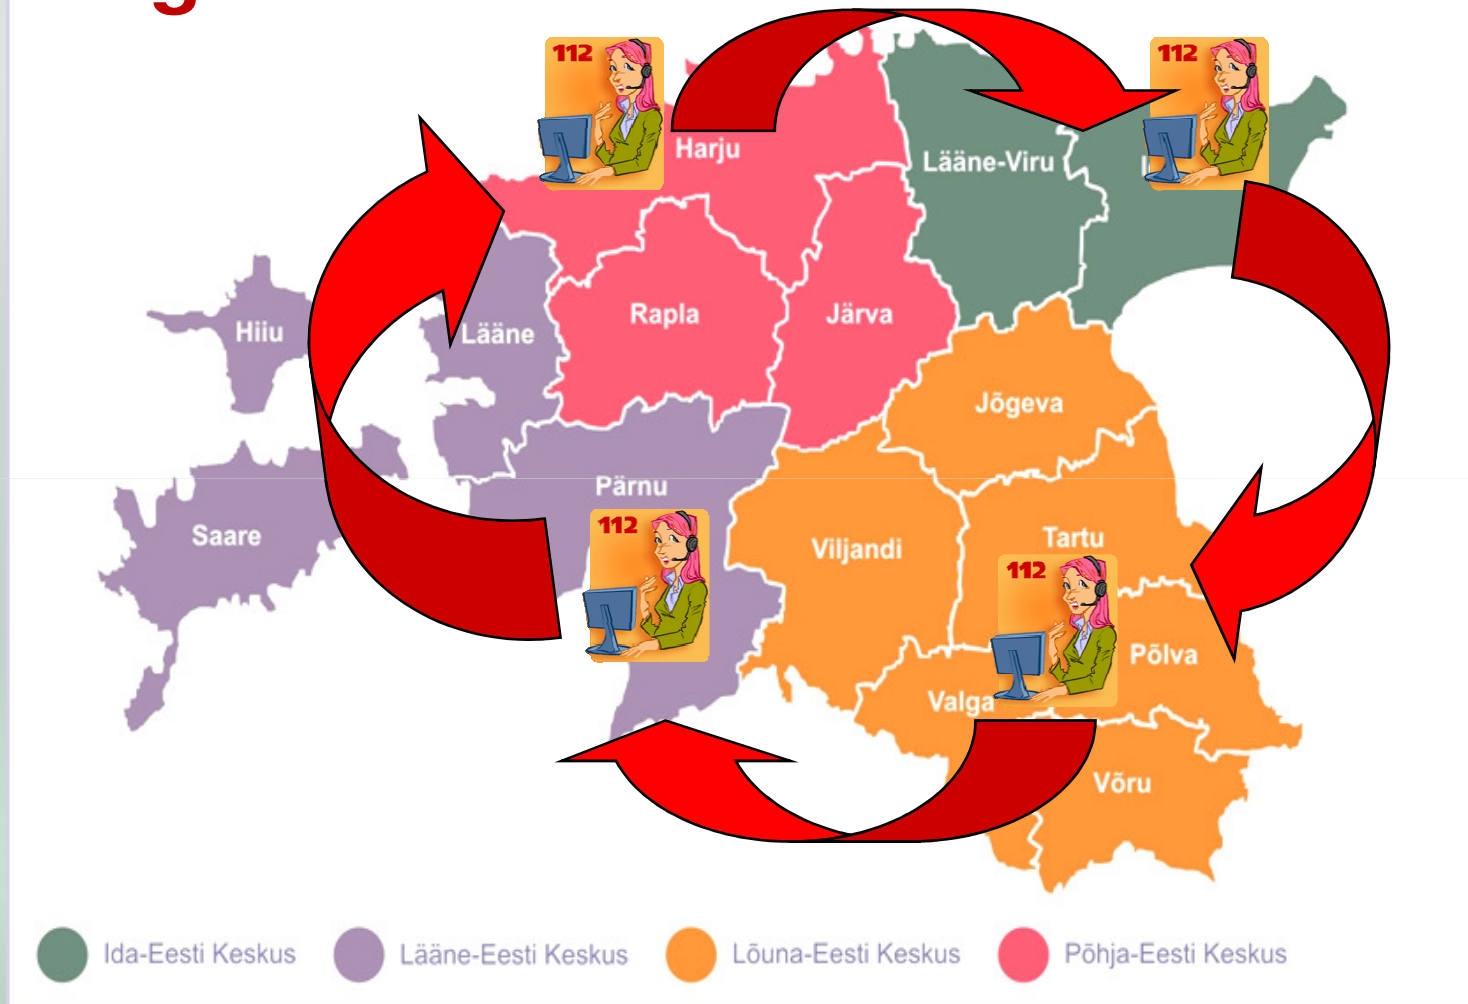 112
112
Harju
Lääne-Viru
Rapla
Järva
Hiiu
Lääne
Jõgeva
Pärnu
Saare
112
Viljandi
Tartu
112
Põlva
Valga
Võru
Ida-Eesti Keskus
Lääne-Eesti Keskus
Lõuna-Eesti Keskus
Põhja-Eesti Keskus